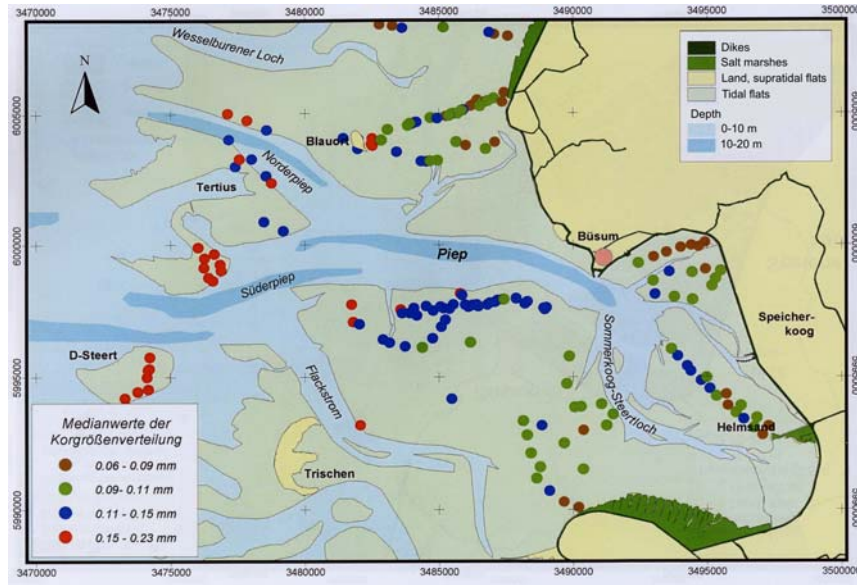 3470000 3475000 3480000 3485000 3490000 3495000 3500000
Wesselburener Loch
N
Dikes
Salt marshes
Land, supratidal flats
Tidal flats
Depth
0-10 m
10-20 m
6005000
6005000
Blauort
Norderpiep
Tertius
Büsum
6000000
Piep
6000000
Süderpiep
Speicher-
koog
D-Steert
Flackstrom
Sommerkoog-Steertloch
5995000
5995000
Medianwerte der
Korgrößenverteilung
0.06 - 0.09 mm
0.09- 0.11 mm
0.11 - 0.15 mm
0.15 - 0.23 mm
Helmsand
Trischen
5990000
5990000
3470000 3475000 3480000 3485000 3490000 3495000 3500000